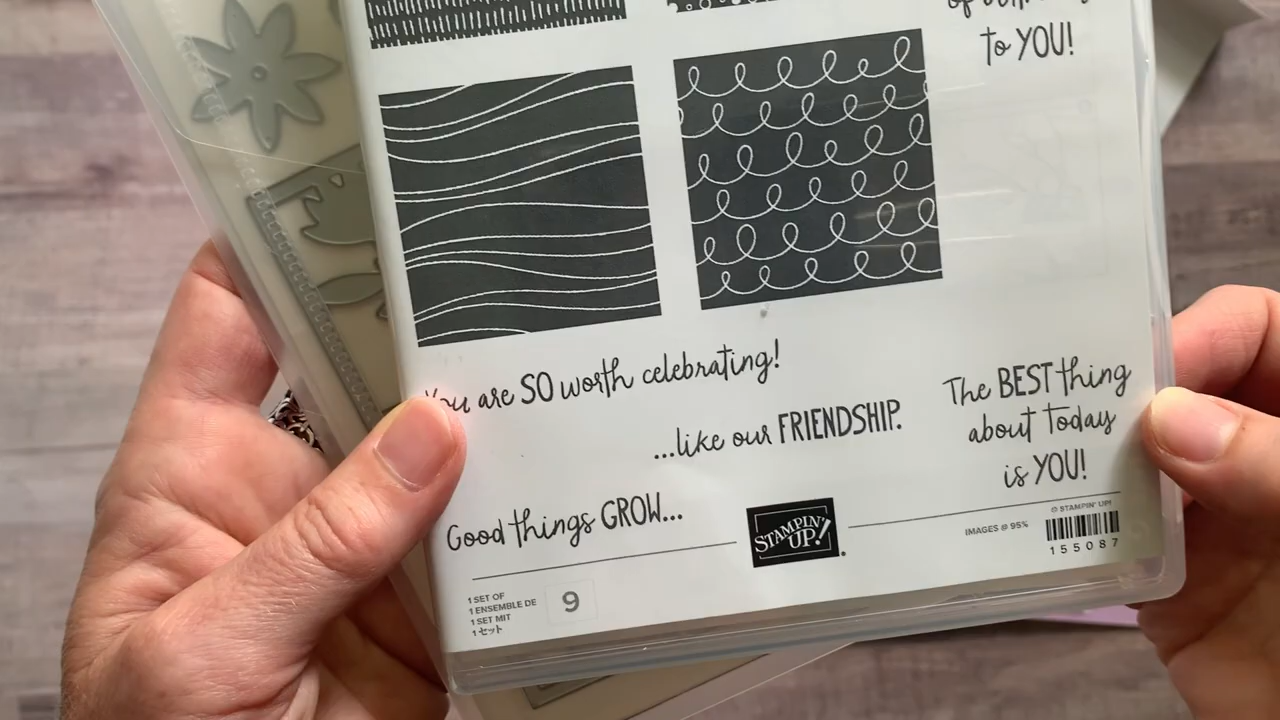 to YOU!
You are SO worth celebrating!
...like our FRIENDSHIP.
The BEST thing
about today
is YOU!
Good things GROW...
STAMPIN'
UP!
IMAGES @ 95%
© STAMPIN' UP!
155087
1 SET OF
1 ENSEMBLE DE
1 SET MIT
1 セット
9